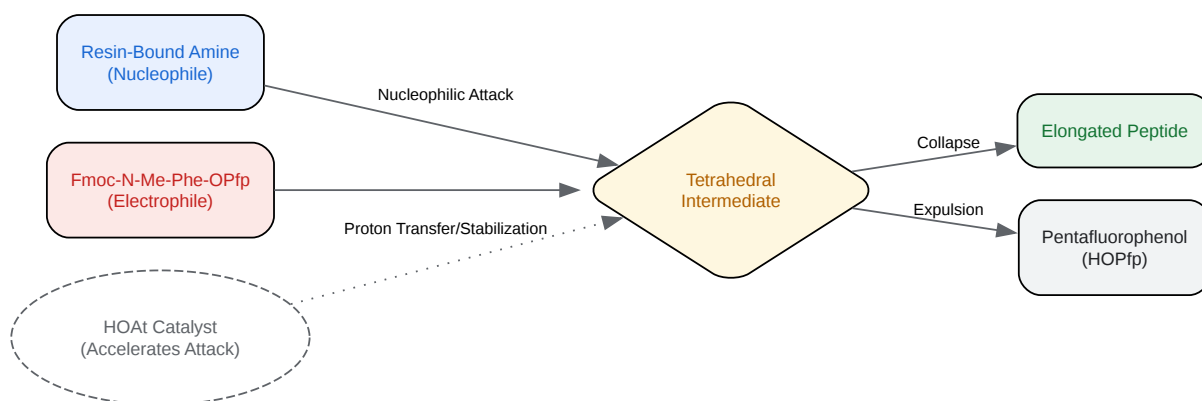 Resin-Bound Amine
(Nucleophile)
Nucleophilic Attack
Fmoc-N-Me-Phe-OPfp
(Electrophile)
Proton Transfer/Stabilization
HOAt Catalyst
(Accelerates Attack)
Tetrahedral
Intermediate
Collapse
Elongated Peptide
Expulsion
Pentafluorophenol
(HOPfp)